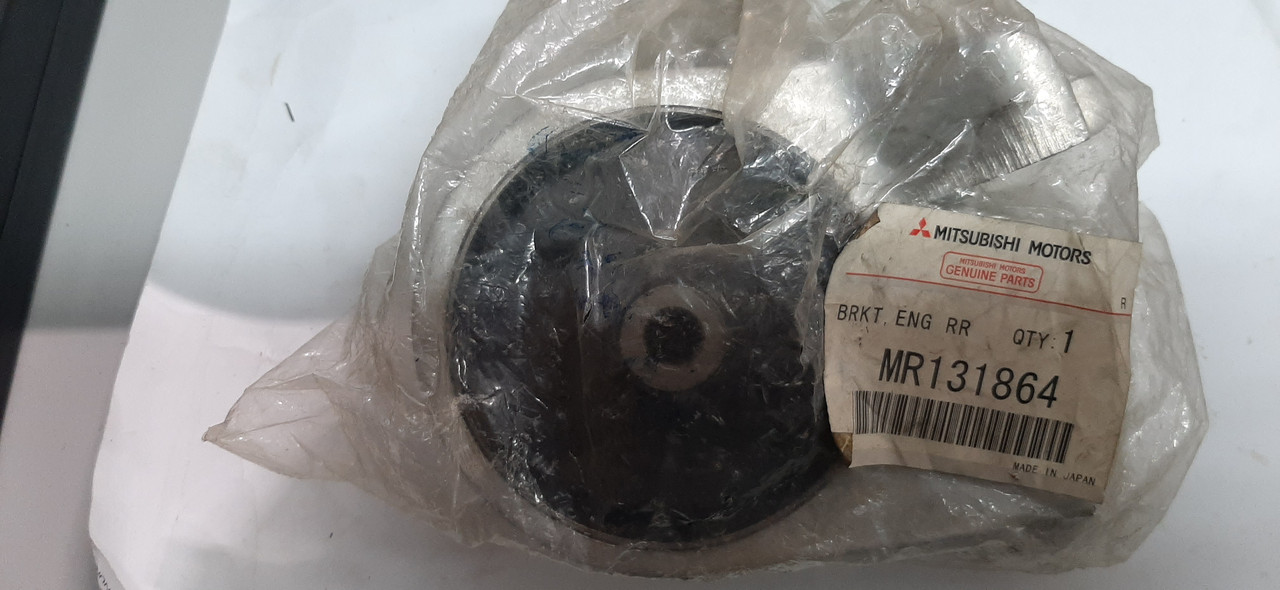 MITSUBISHI MOTORS
MITSUBISHI MOTORS
GENUINE PARTS
R
BRKT, ENG RR QTY:1
MR131864
MADE IN JAPAN